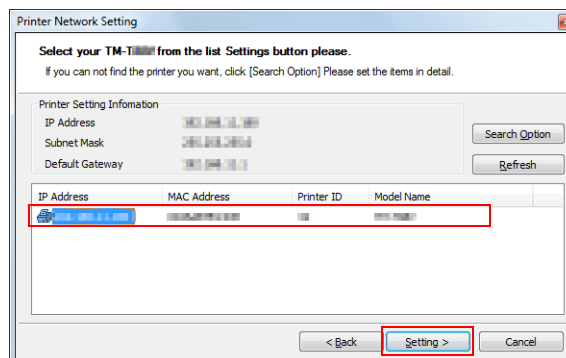 Printer Network Setting
Select your TM-T from the list Settings button please.
If you can not find the printer you want, click [Search Option] Please set the items in detail.
Printer Setting Infomation
IP Address
Subnet Mask
Default Gateway
Search Option
Refresh
IP Address MAC Address Printer ID Model Name
< Back Setting > Cancel